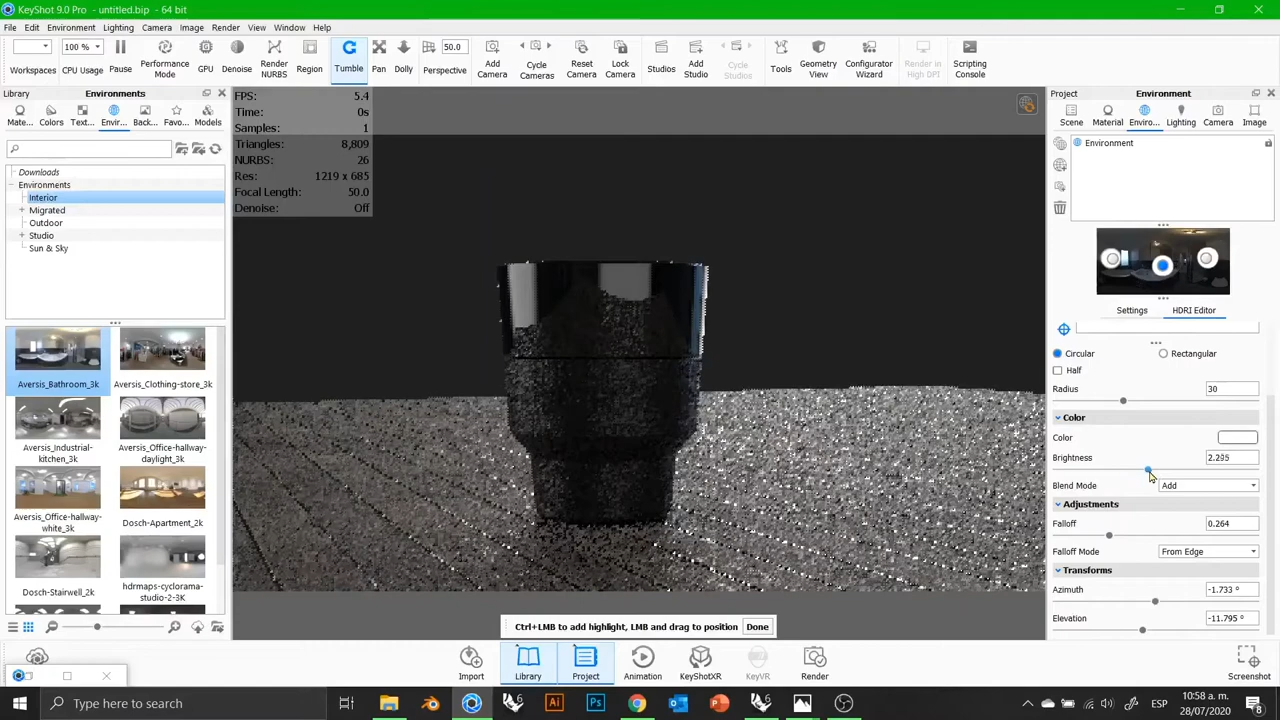 KeyShot 9.0 Pro - untitled.bip - 64 bit
File Edit Environment Lighting Camera Image Render View Window Help
100 % 50.0
Workspaces CPU Usage Pause Performance Mode GPU Denoise Render NURBS Region Tumble Pan Dolly Perspective Add Camera Cycle Cameras Reset Camera Lock Camera Studios Add Studio Cycle Studios Tools Geometry View Configurator Wizard Render in High DPI Scripting Console
Library Environments
Mate... Colors Text... Envir... Back... Favo... Models
Downloads
Environments
Interior
Migrated
Outdoor
Studio
Sun & Sky
Aversis_Bathroom_3k Aversis_Clothing-store_3k
Aversis_Industrial-kitchen_3k Aversis_Office-hallway-daylight_3k
Aversis_Office-hallway-white_3k Dosch-Apartment_2k
Dosch-Stairwell_2k hdrmaps-cyclorama-studio-2-3K
FPS: 5.4
Time: 0s
Samples: 1
Triangles: 8,809
NURBS: 26
Res: 1219 x 685
Focal Length: 50.0
Denoise: Off
Ctrl+LMB to add highlight, LMB and drag to position Done
Project Environment
Scene Material Enviro... Lighting Camera Image
Environment
Settings HDRI Editor
Circular Rectangular
Half
Radius 30
Color
Color
Brightness 2.295
Blend Mode Add
Adjustments
Falloff 0.264
Falloff Mode From Edge
Transforms
Azimuth -1.733 °
Elevation -11.795 °
Import Library Project Animation KeyShotXR KeyVR Render Screenshot
Type here to search
ESP
10:58 a. m.
28/07/2020
8